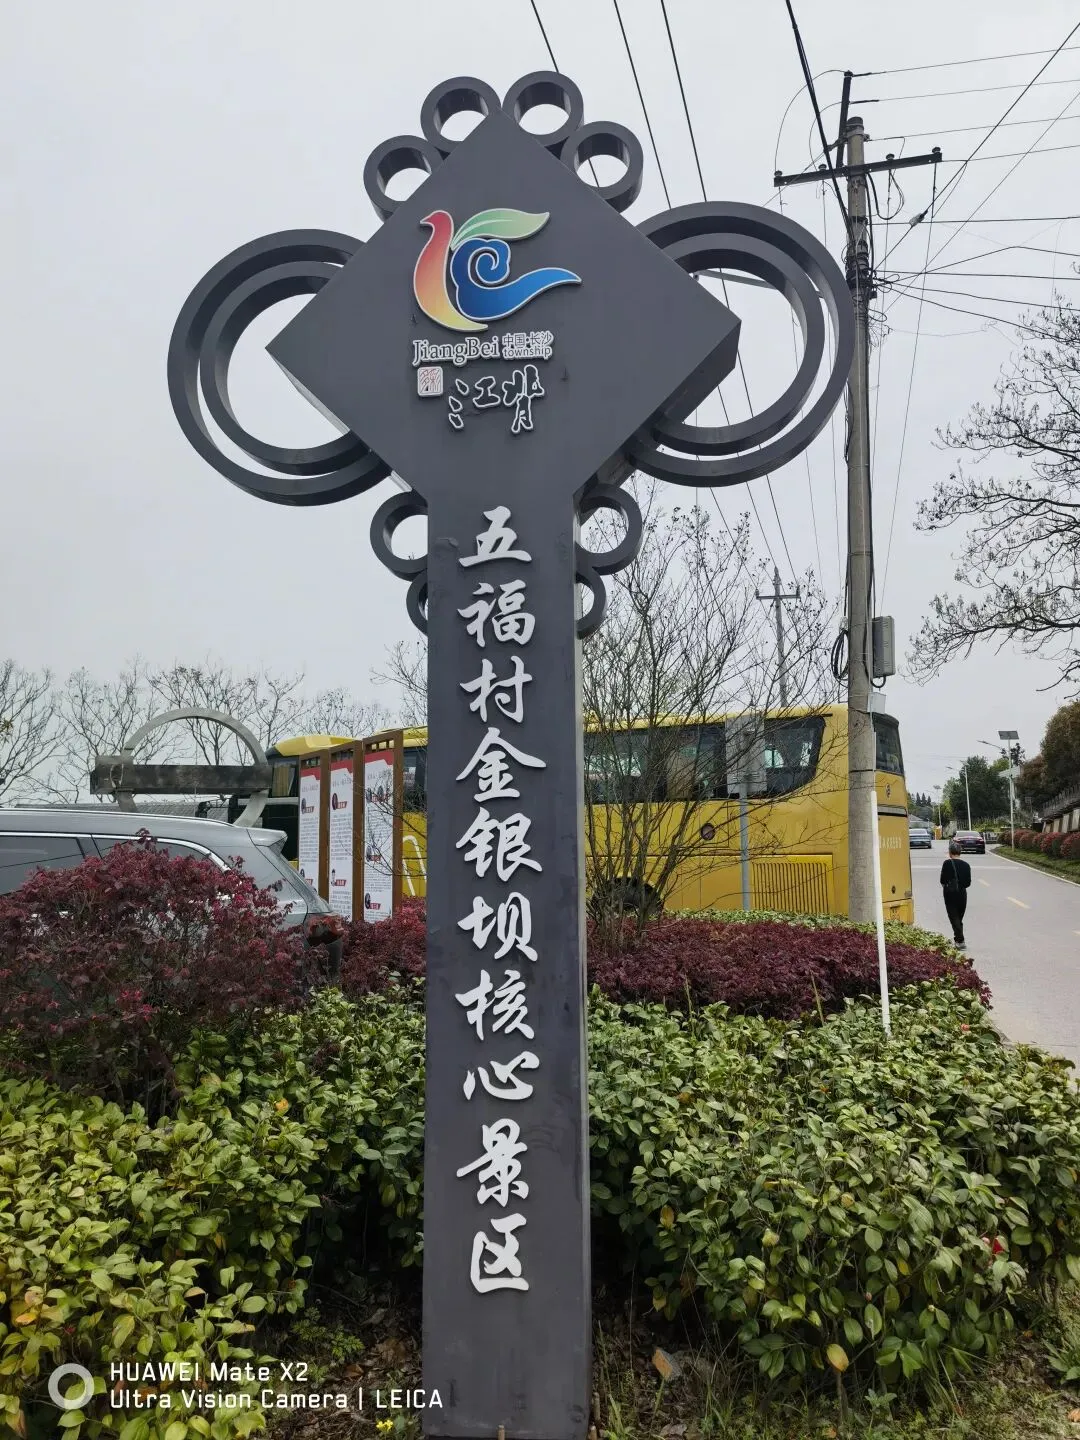 JiangBei 中国·长沙
township
江背
五福村金银坝核心景区
HUAWEI Mate X2
Ultra Vision Camera | LEICA